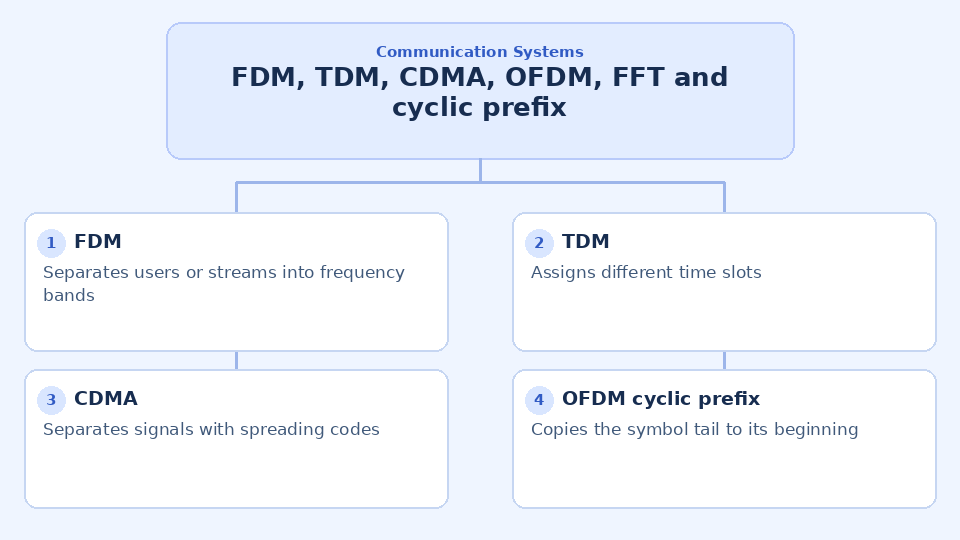 Communication Systems
FDM, TDM, CDMA, OFDM, FFT and
cyclic prefix
1 FDM
Separates users or streams into frequency
bands
2 TDM
Assigns different time slots
3 CDMA
Separates signals with spreading codes
4 OFDM cyclic prefix
Copies the symbol tail to its beginning